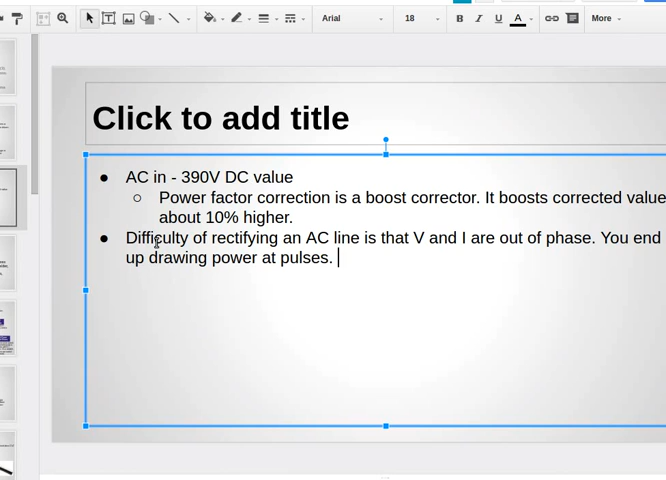 Arial 18 B I U A More
Click to add title
● AC in - 390V DC value
○ Power factor correction is a boost corrector. It boosts corrected value
about 10% higher.
● Difficulty of rectifying an AC line is that V and I are out of phase. You end
up drawing power at pulses.